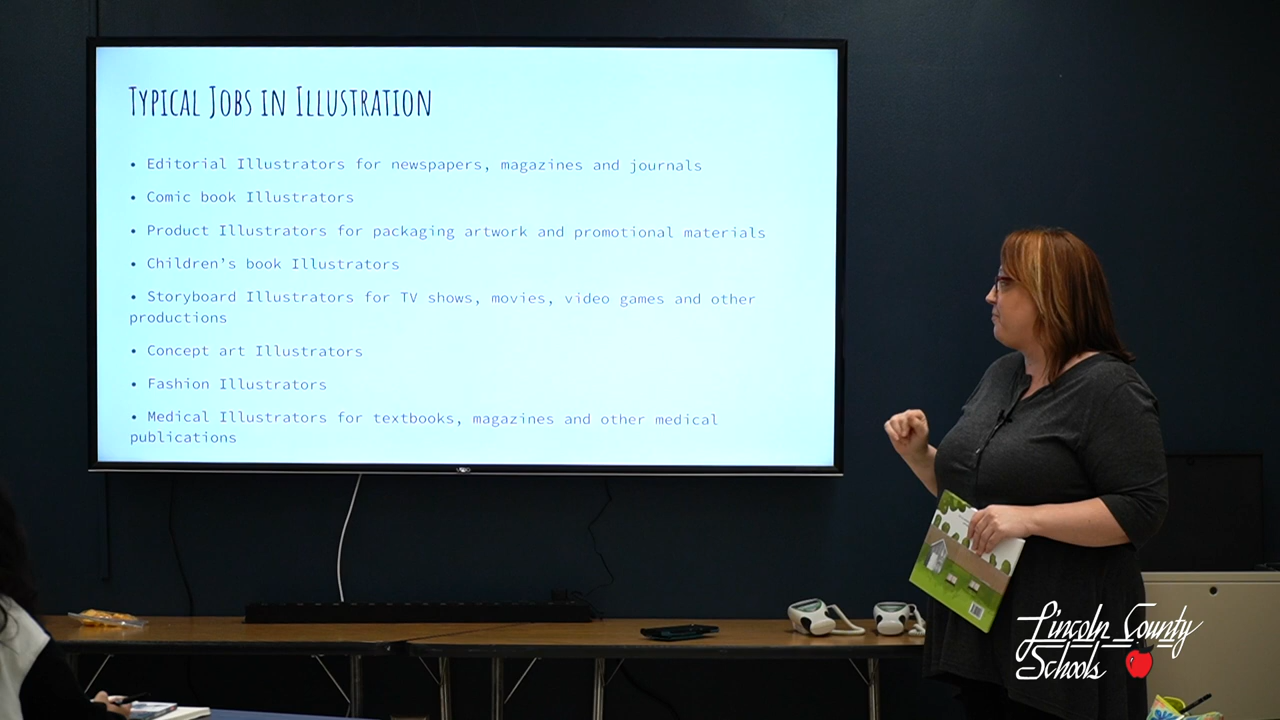 Typical Jobs in Illustration
• Editorial Illustrators for newspapers, magazines and journals
• Comic book Illustrators
• Product Illustrators for packaging artwork and promotional materials
• Children’s book Illustrators
• Storyboard Illustrators for TV shows, movies, video games and other
productions
• Concept art Illustrators
• Fashion Illustrators
• Medical Illustrators for textbooks, magazines and other medical
publications
Lincoln County
Schools